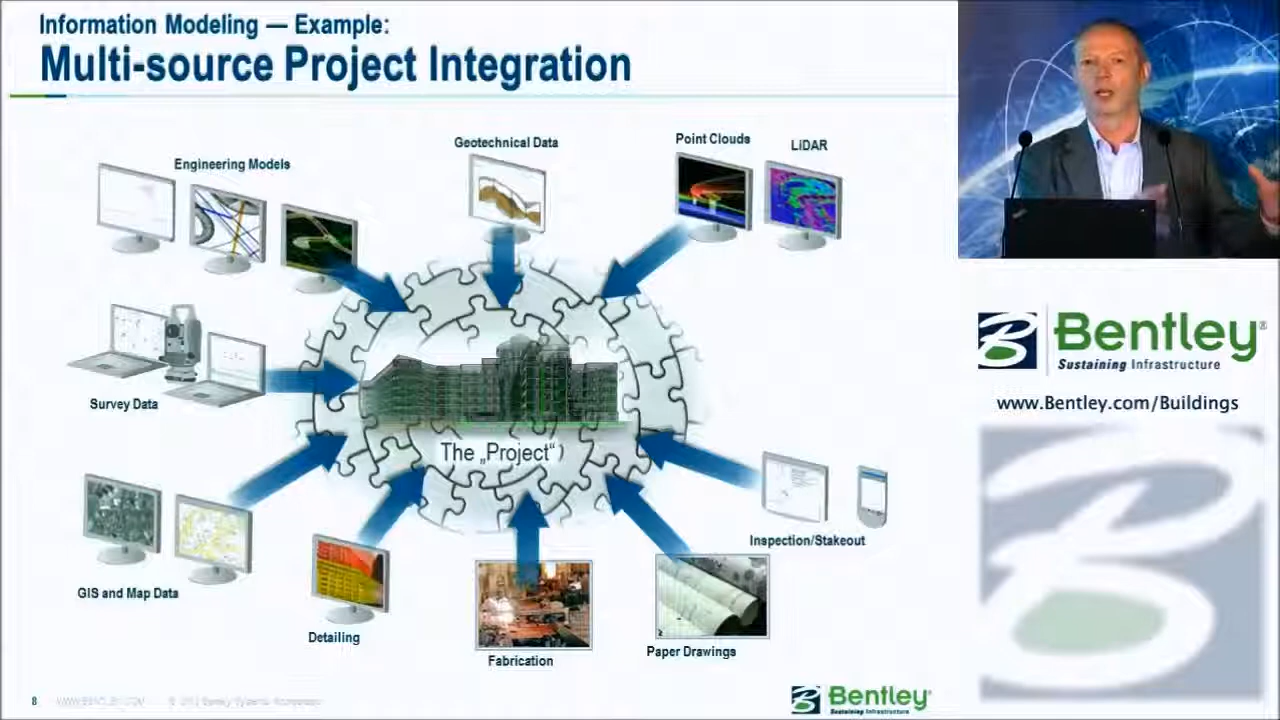 Information Modeling — Example:
Multi-source Project Integration
Engineering Models
Geotechnical Data
Point Clouds
LiDAR
Survey Data
The „Project“
GIS and Map Data
Detailing
Fabrication
Paper Drawings
Inspection/Stakeout
8
Bentley®
Sustaining Infrastructure
Bentley®
Sustaining Infrastructure
www.Bentley.com/Buildings